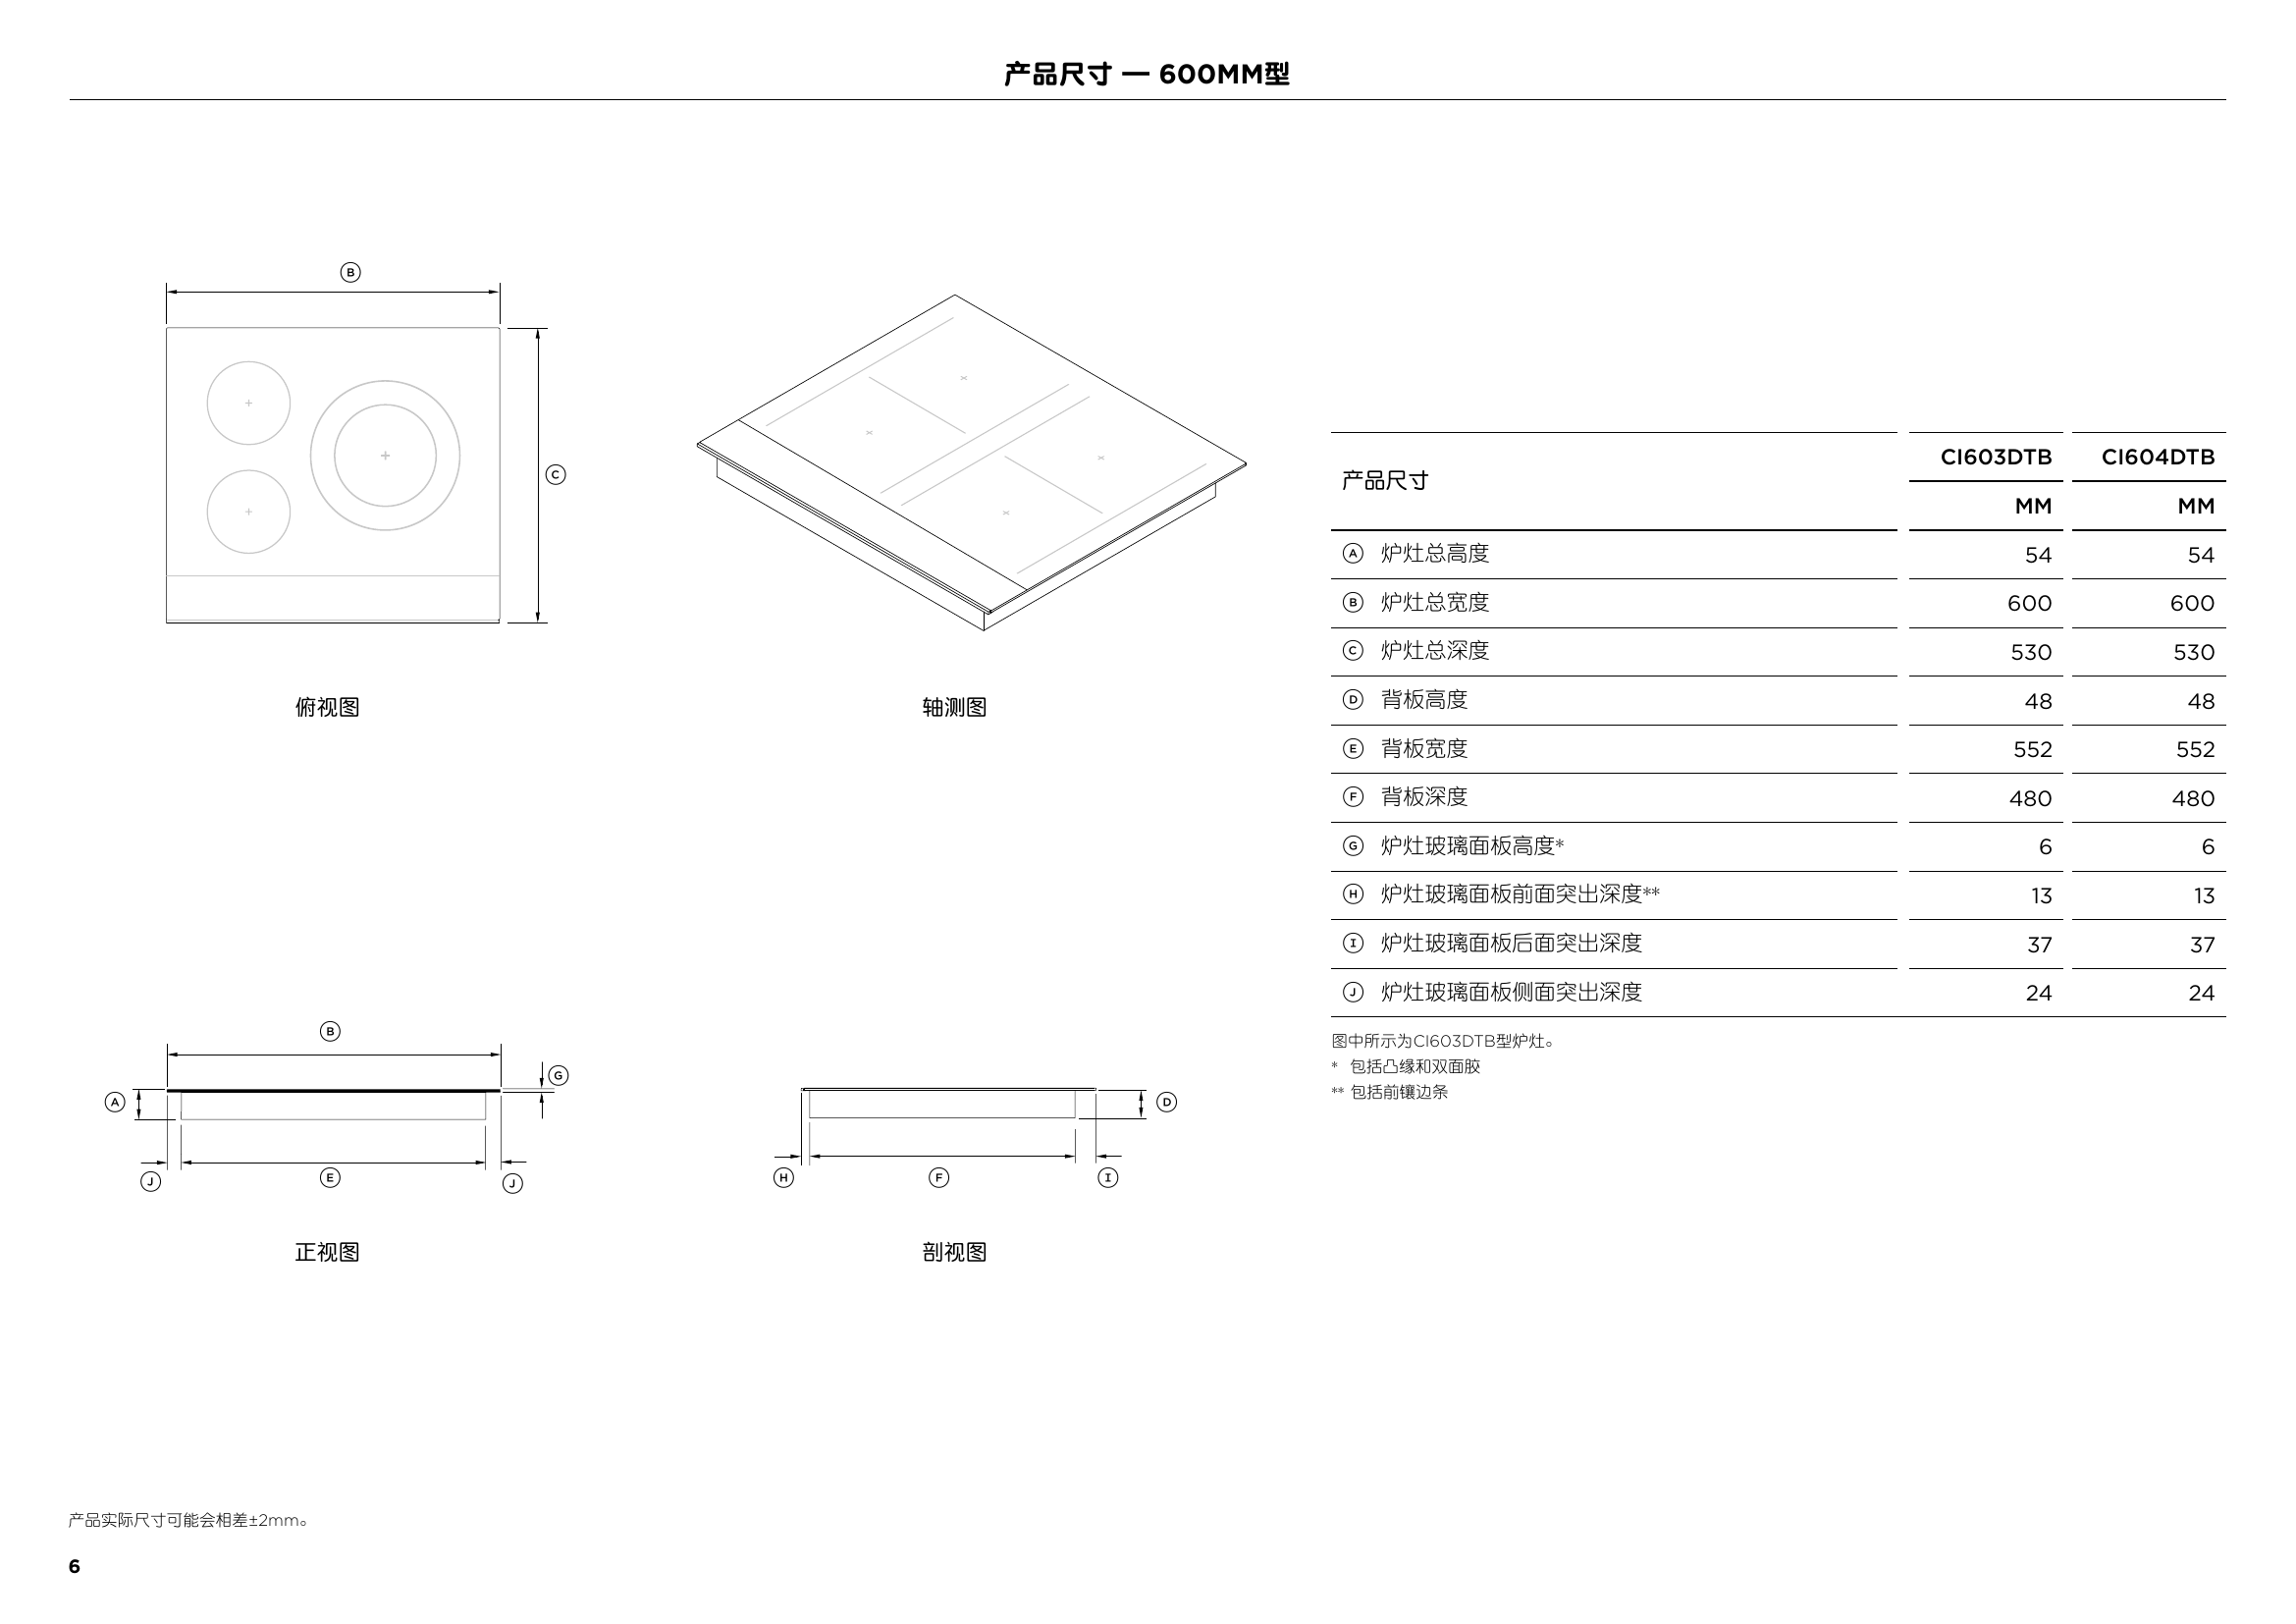 产品尺寸 — 600MM型
B
C
俯视图
轴测图
B
G
A
J
E
J
正视图
D
H
F
I
剖视图
产品尺寸 CI603DTB CI604DTB
MM MM
A 炉灶总高度 54 54
B 炉灶总宽度 600 600
C 炉灶总深度 530 530
D 背板高度 48 48
E 背板宽度 552 552
F 背板深度 480 480
G 炉灶玻璃面板高度* 6 6
H 炉灶玻璃面板前面突出深度** 13 13
I 炉灶玻璃面板后面突出深度 37 37
J 炉灶玻璃面板侧面突出深度 24 24
图中所示为CI603DTB型炉灶。
* 包括凸缘和双面胶
** 包括前镶边条
产品实际尺寸可能会相差±2mm。
6